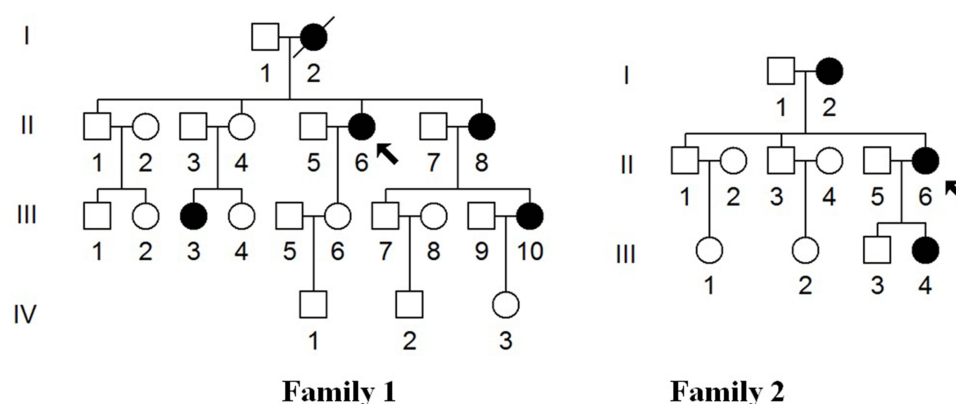 I
1 2
II
1 2 3 4 5 6 7 8
III
1 2 3 4 5 6 7 8 9 10
IV
1 2 3
Family 1
I
1 2
II
1 2 3 4 5 6
III
1 2 3 4
Family 2